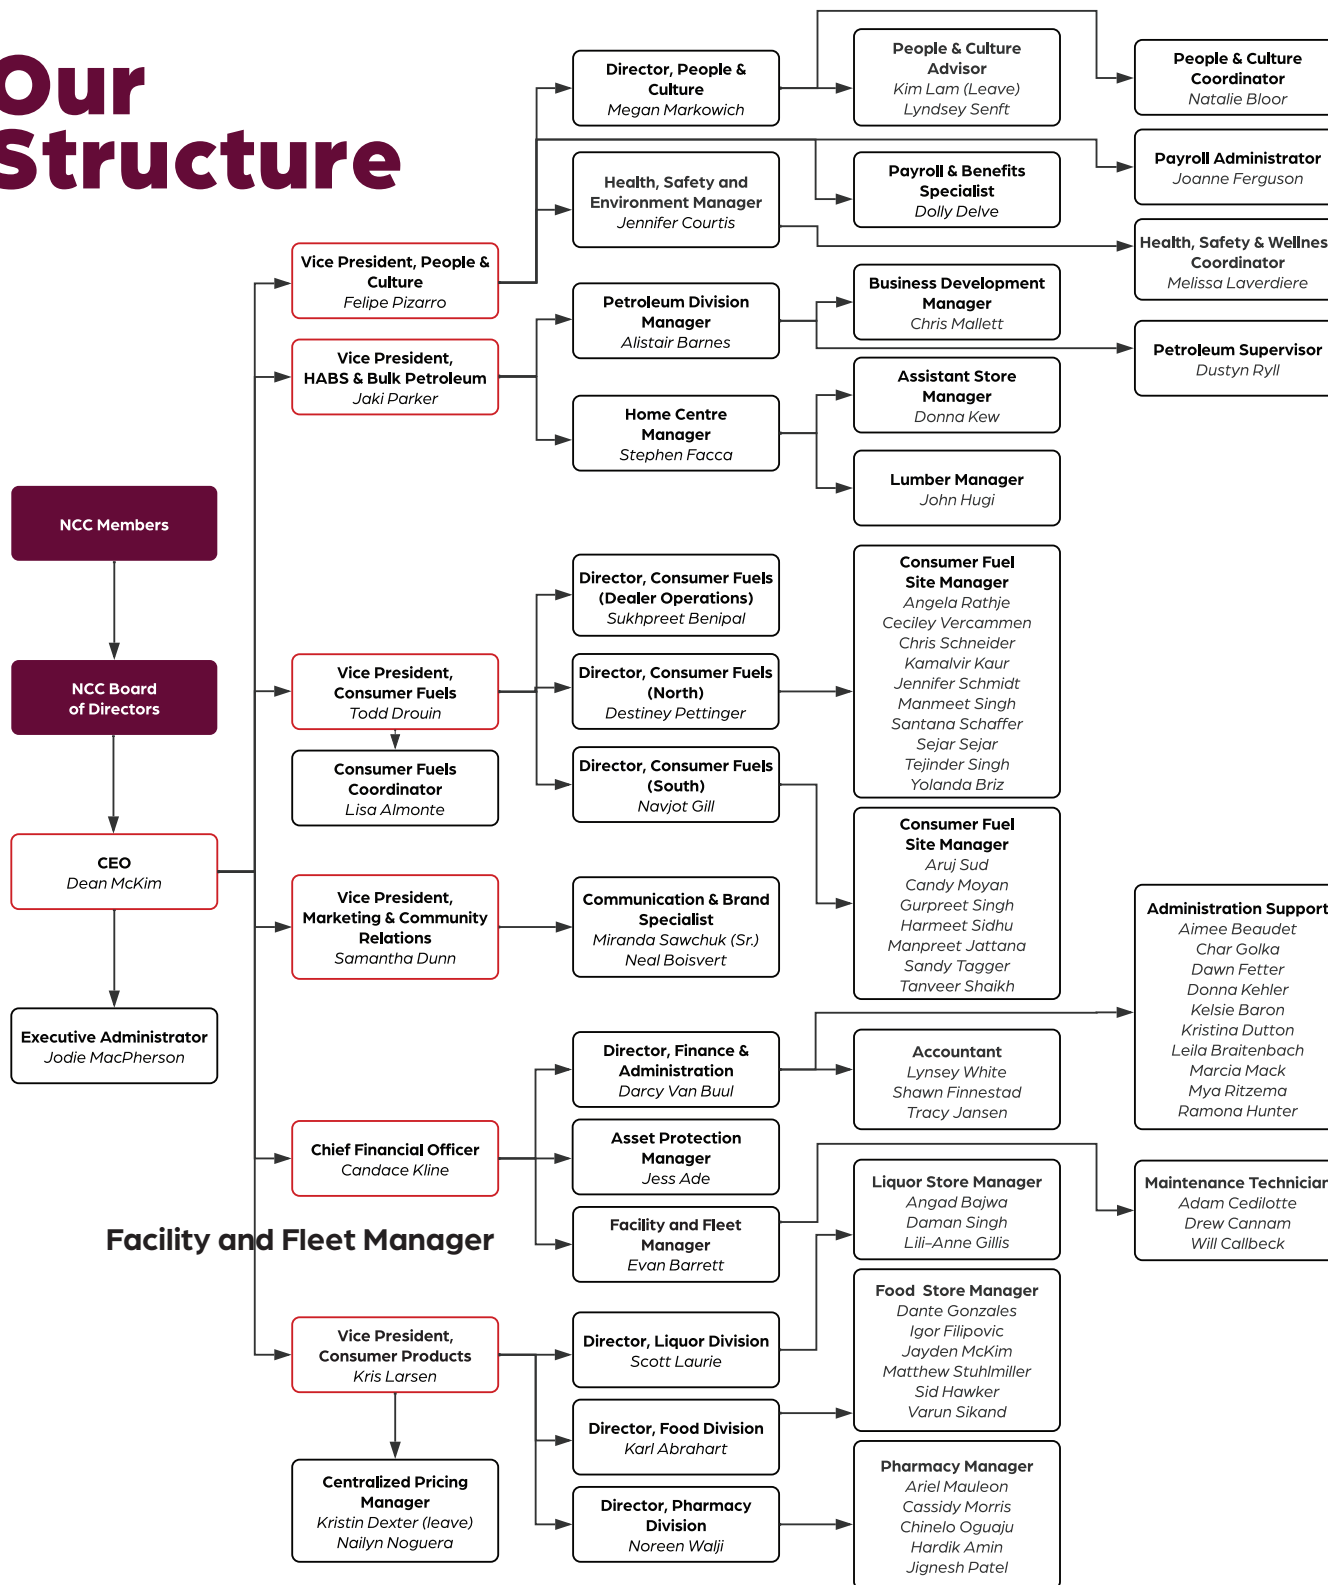 Our
Structure
NCC Members
NCC Board
of Directors
CEO
Dean McKim
Executive Administrator
Jodie MacPherson
Vice President, People &
Culture
Felipe Pizarro
Vice President,
HABS & Bulk Petroleum
Jaki Parker
Vice President,
Consumer Fuels
Todd Drouin
Consumer Fuels
Coordinator
Lisa Almonte
Vice President,
Marketing & Community
Relations
Samantha Dunn
Chief Financial Officer
Candace Kline
Facility and Fleet Manager
Vice President,
Consumer Products
Kris Larsen
Centralized Pricing
Manager
Kristin Dexter (leave)
Nailyn Noguera
Director, People &
Culture
Megan Markowich
Health, Safety and
Environment Manager
Jennifer Courtis
Petroleum Division
Manager
Alistair Barnes
Home Centre
Manager
Stephen Facca
Director, Consumer Fuels
(Dealer Operations)
Sukhpreet Benipal
Director, Consumer Fuels
(North)
Destiney Pettinger
Director, Consumer Fuels
(South)
Navjot Gill
Communication & Brand
Specialist
Miranda Sawchuk (Sr.)
Neal Boisvert
Director, Finance &
Administration
Darcy Van Buul
Asset Protection
Manager
Jess Ade
Facility and Fleet
Manager
Evan Barrett
Director, Liquor Division
Scott Laurie
Director, Food Division
Karl Abrahart
Director, Pharmacy
Division
Noreen Walji
People & Culture
Advisor
Kim Lam (Leave)
Lyndsey Senft
Payroll & Benefits
Specialist
Dolly Delve
Business Development
Manager
Chris Mallett
Assistant Store
Manager
Donna Kew
Lumber Manager
John Hugi
Consumer Fuel
Site Manager
Angela Rathje
Ceciley Vercammen
Chris Schneider
Kamalvir Kaur
Jennifer Schmidt
Manmeet Singh
Santana Schaffer
Sejar Sejar
Tejinder Singh
Yolanda Briz
Consumer Fuel
Site Manager
Aruj Sud
Candy Moyan
Gurpreet Singh
Harmeet Sidhu
Manpreet Jattana
Sandy Tagger
Tanveer Shaikh
Accountant
Lynsey White
Shawn Finnestad
Tracy Jansen
Liquor Store Manager
Angad Bajwa
Daman Singh
Lili-Anne Gillis
Food Store Manager
Dante Gonzales
Igor Filipovic
Jayden McKim
Matthew Stuhlmiller
Sid Hawker
Varun Sikand
Pharmacy Manager
Ariel Mauleon
Cassidy Morris
Chinelo Oguaju
Hardik Amin
Jignesh Patel
People & Culture
Coordinator
Natalie Bloor
Payroll Administrator
Joanne Ferguson
Health, Safety & Wellness
Coordinator
Melissa Laverdiere
Petroleum Supervisor
Dustyn Ryll
Administration Support
Aimee Beaudet
Char Golka
Dawn Fetter
Donna Kehler
Kelsie Baron
Kristina Dutton
Leila Braitenbach
Marcia Mack
Mya Ritzema
Ramona Hunter
Maintenance Technician
Adam Cedilotte
Drew Cannam
Will Callbeck